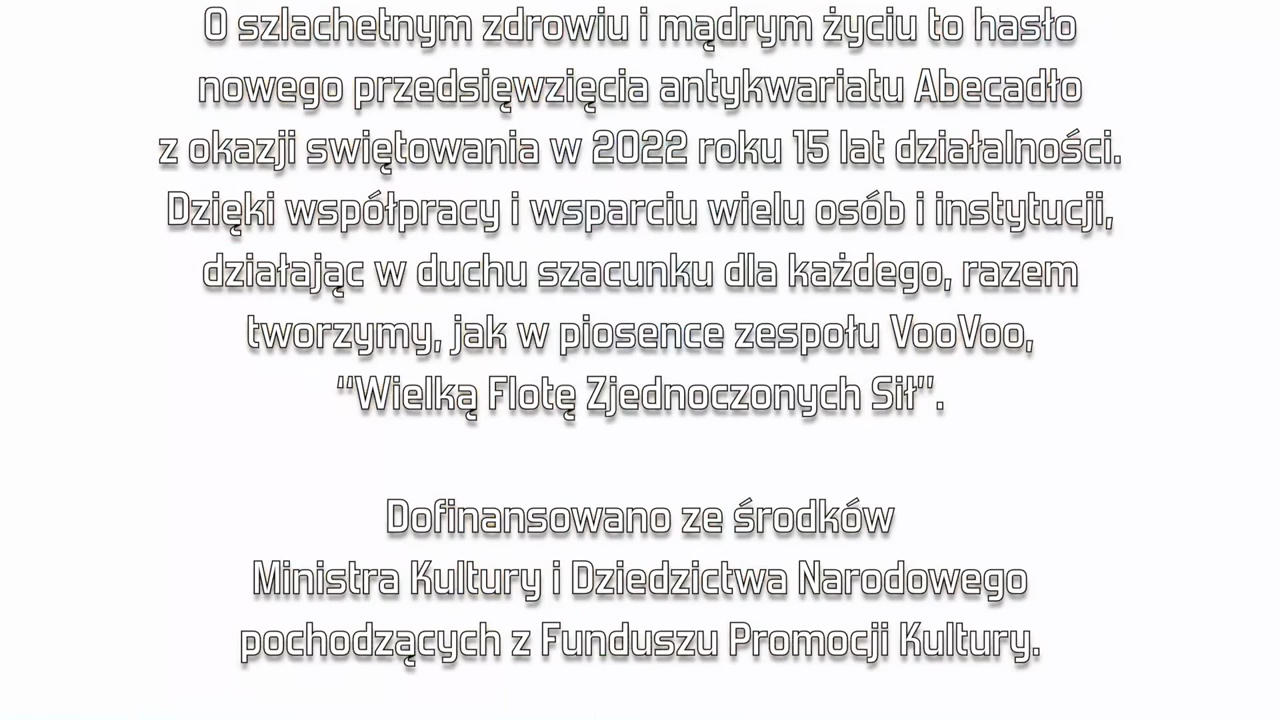 O szlachetnym zdrowiu i mądrym życiu to hasło
nowego przedsięwzięcia antykwariatu Abecadło
z okazji swiętowania w 2022 roku 15 lat działalności.
Dzięki współpracy i wsparciu wielu osób i instytucji,
działając w duchu szacunku dla każdego, razem
tworzymy, jak w piosence zespołu VooVoo,
"Wielką Flotę Zjednoczonych Sił".
Dofinansowano ze środków
Ministra Kultury i Dziedzictwa Narodowego
pochodzących z Funduszu Promocji Kultury.